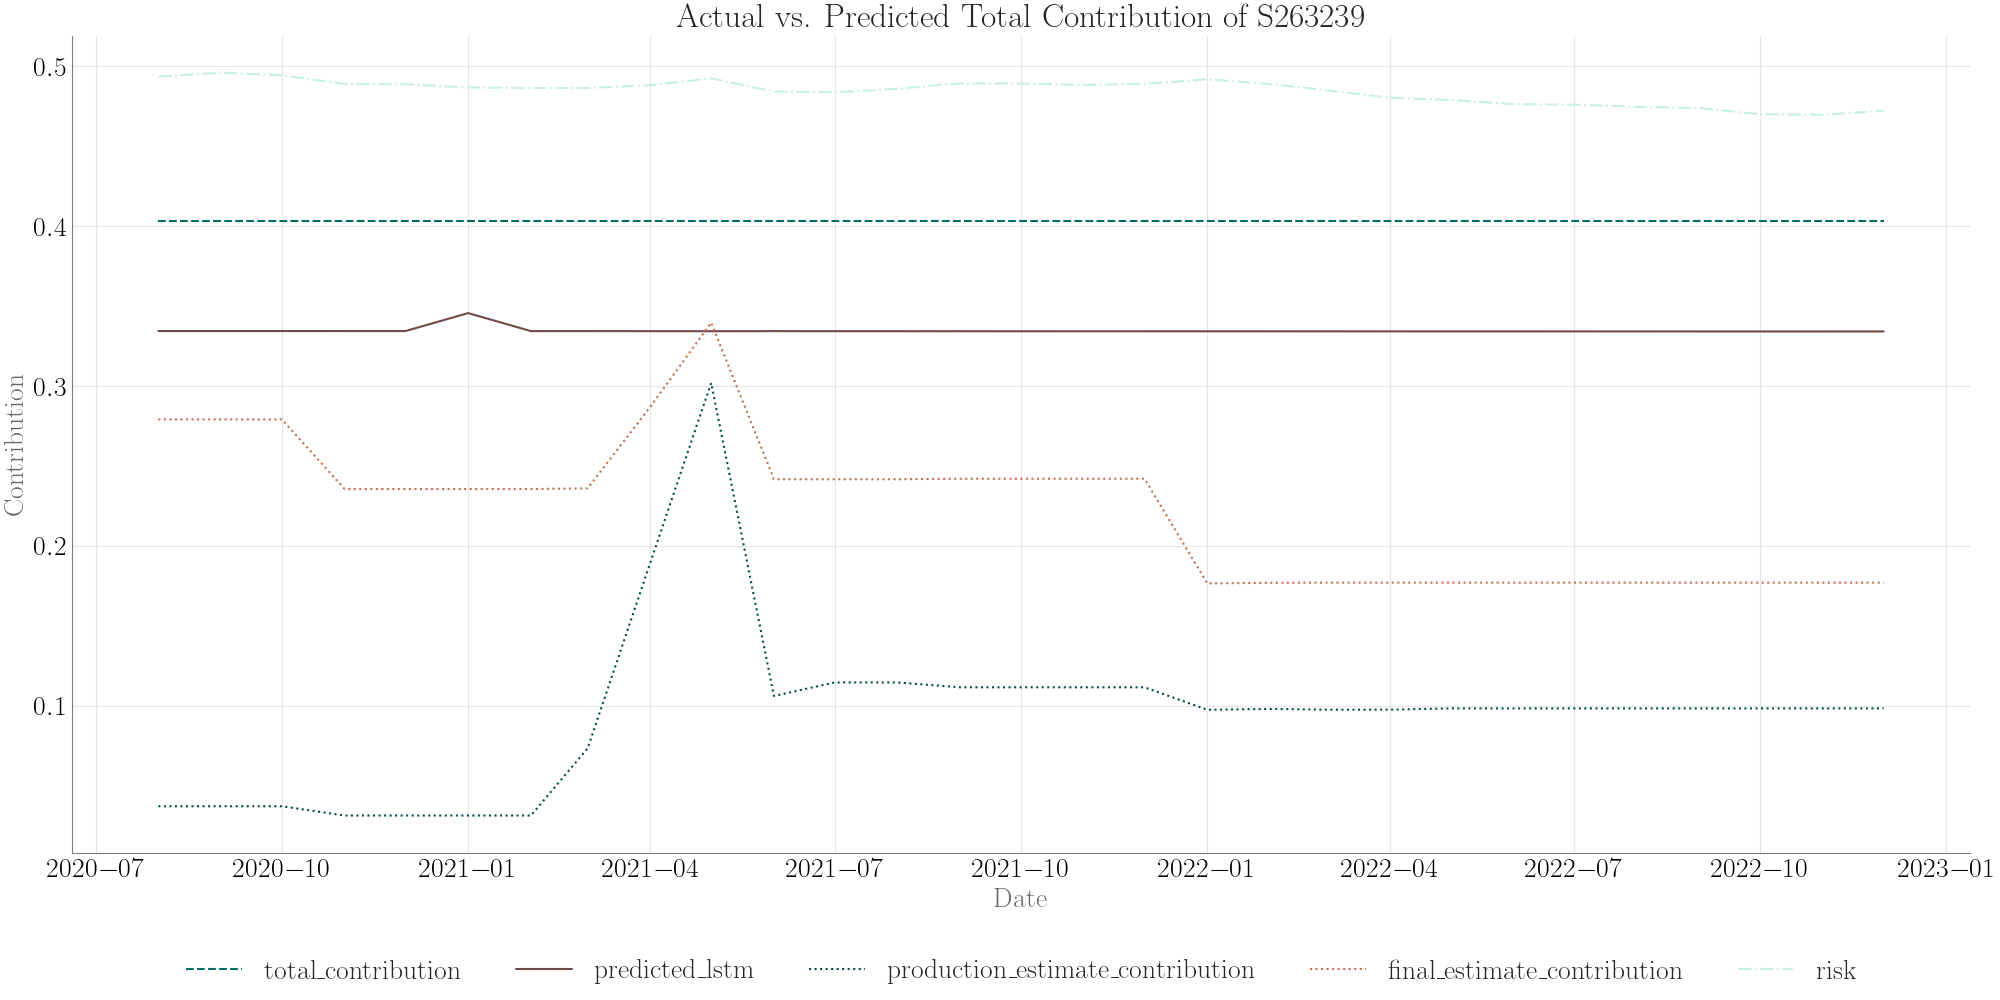 Actual vs. Predicted Total Contribution of S263239
0.5
0.4
0.3
0.2
0.1
Contribution
2020−07 2020−10 2021−01 2021−04 2021−07 2021−10 2022−01 2022−04 2022−07 2022−10 2023−01
Date
total_contribution predicted_lstm production_estimate_contribution final_estimate_contribution risk